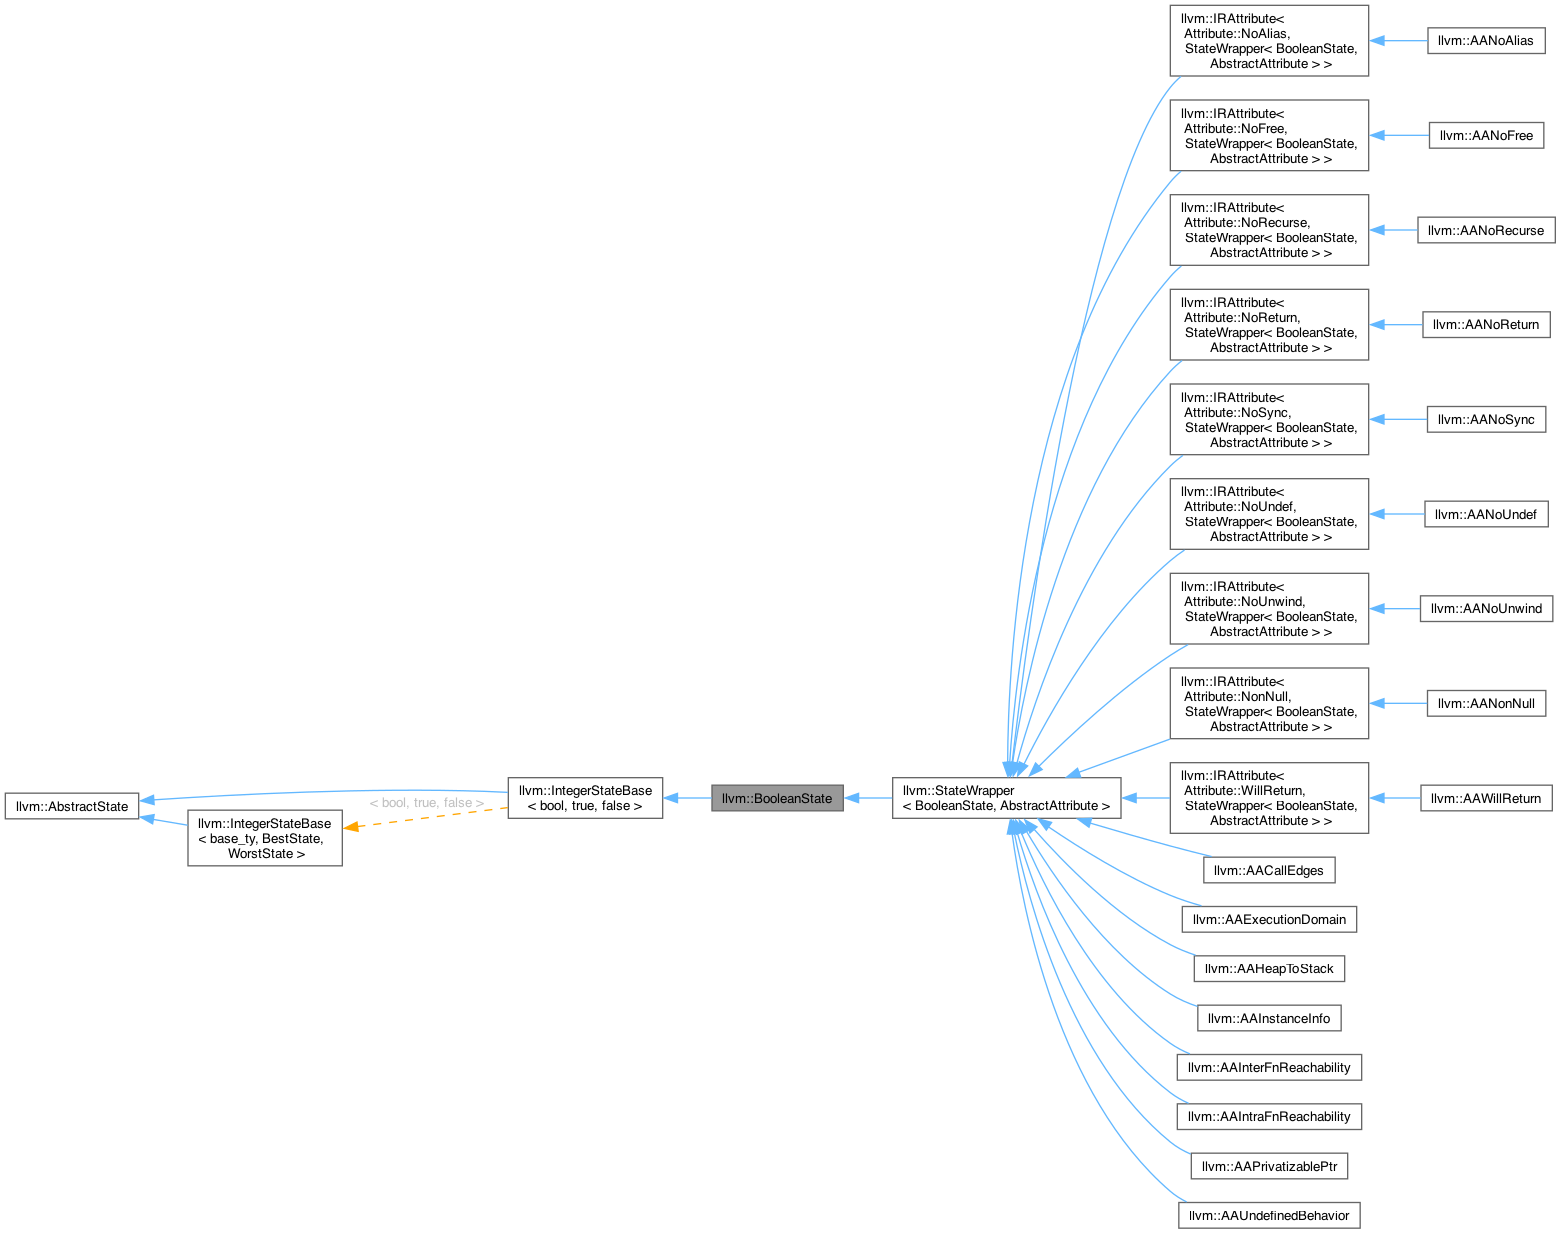 llvm::AbstractState
llvm::IntegerStateBase
< base_ty, BestState,
WorstState >
< bool, true, false >
llvm::IntegerStateBase
< bool, true, false >
llvm::BooleanState
llvm::StateWrapper
< BooleanState, AbstractAttribute >
llvm::IRAttribute<
Attribute::NoAlias,
StateWrapper< BooleanState,
AbstractAttribute > >
llvm::AANoAlias
llvm::IRAttribute<
Attribute::NoFree,
StateWrapper< BooleanState,
AbstractAttribute > >
llvm::AANoFree
llvm::IRAttribute<
Attribute::NoRecurse,
StateWrapper< BooleanState,
AbstractAttribute > >
llvm::AANoRecurse
llvm::IRAttribute<
Attribute::NoReturn,
StateWrapper< BooleanState,
AbstractAttribute > >
llvm::AANoReturn
llvm::IRAttribute<
Attribute::NoSync,
StateWrapper< BooleanState,
AbstractAttribute > >
llvm::AANoSync
llvm::IRAttribute<
Attribute::NoUndef,
StateWrapper< BooleanState,
AbstractAttribute > >
llvm::AANoUndef
llvm::IRAttribute<
Attribute::NoUnwind,
StateWrapper< BooleanState,
AbstractAttribute > >
llvm::AANoUnwind
llvm::IRAttribute<
Attribute::NonNull,
StateWrapper< BooleanState,
AbstractAttribute > >
llvm::AANonNull
llvm::IRAttribute<
Attribute::WillReturn,
StateWrapper< BooleanState,
AbstractAttribute > >
llvm::AAWillReturn
llvm::AACallEdges
llvm::AAExecutionDomain
llvm::AAHeapToStack
llvm::AAInstanceInfo
llvm::AAInterFnReachability
llvm::AAIntraFnReachability
llvm::AAPrivatizablePtr
llvm::AAUndefinedBehavior